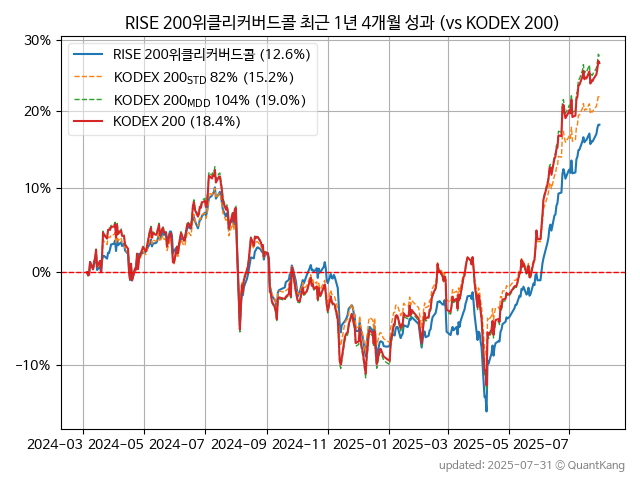 RISE 200위클리커버드콜 최근 1년 4개월 성과 (vs KODEX 200)
30%
20%
10%
0%
−10%
RISE 200위클리커버드콜 (12.6%)
KODEX 200STD 82% (15.2%)
KODEX 200MDD 104% (19.0%)
KODEX 200 (18.4%)
2024-03 2024-05 2024-07 2024-09 2024-11 2025-01 2025-03 2025-05 2025-07
updated: 2025-07-31 © QuantKang